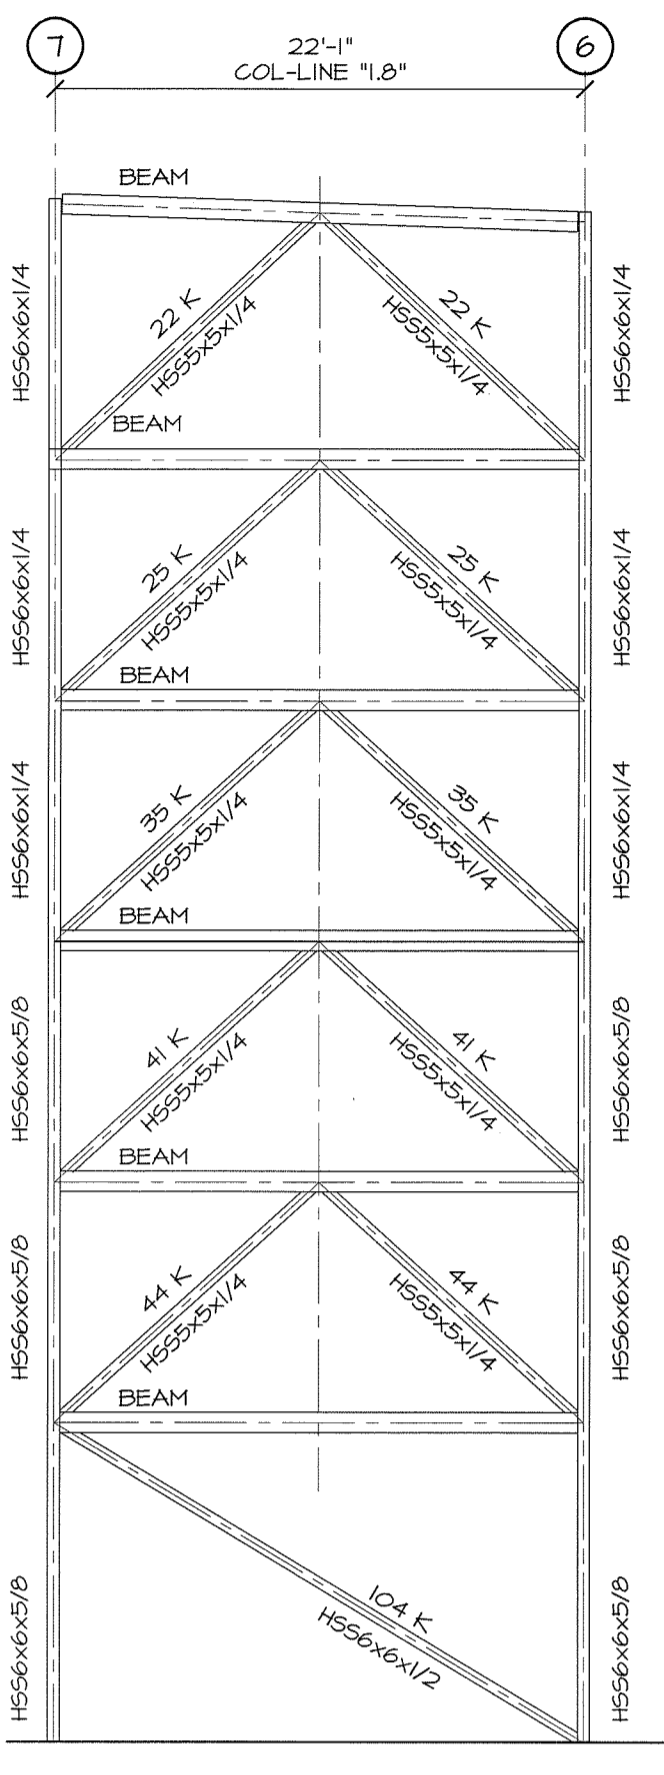 7
22'-1"
6
COL-LINE "1.8"
BEAM
HSS6x6x1/4
22 K
HSS5x5x1/4
22 K
HSS5x5x1/4
HSS6x6x1/4
BEAM
HSS6x6x1/4
25 K
HSS5x5x1/4
25 K
HSS5x5x1/4
HSS6x6x1/4
BEAM
HSS6x6x1/4
35 K
HSS5x5x1/4
35 K
HSS5x5x1/4
HSS6x6x1/4
BEAM
HSS6x6x5/8
41 K
HSS5x5x1/4
41 K
HSS5x5x1/4
HSS6x6x5/8
BEAM
HSS6x6x5/8
44 K
HSS5x5x1/4
44 K
HSS5x5x1/4
HSS6x6x5/8
BEAM
HSS6x6x5/8
104 K
HSS6x6x1/2
HSS6x6x5/8